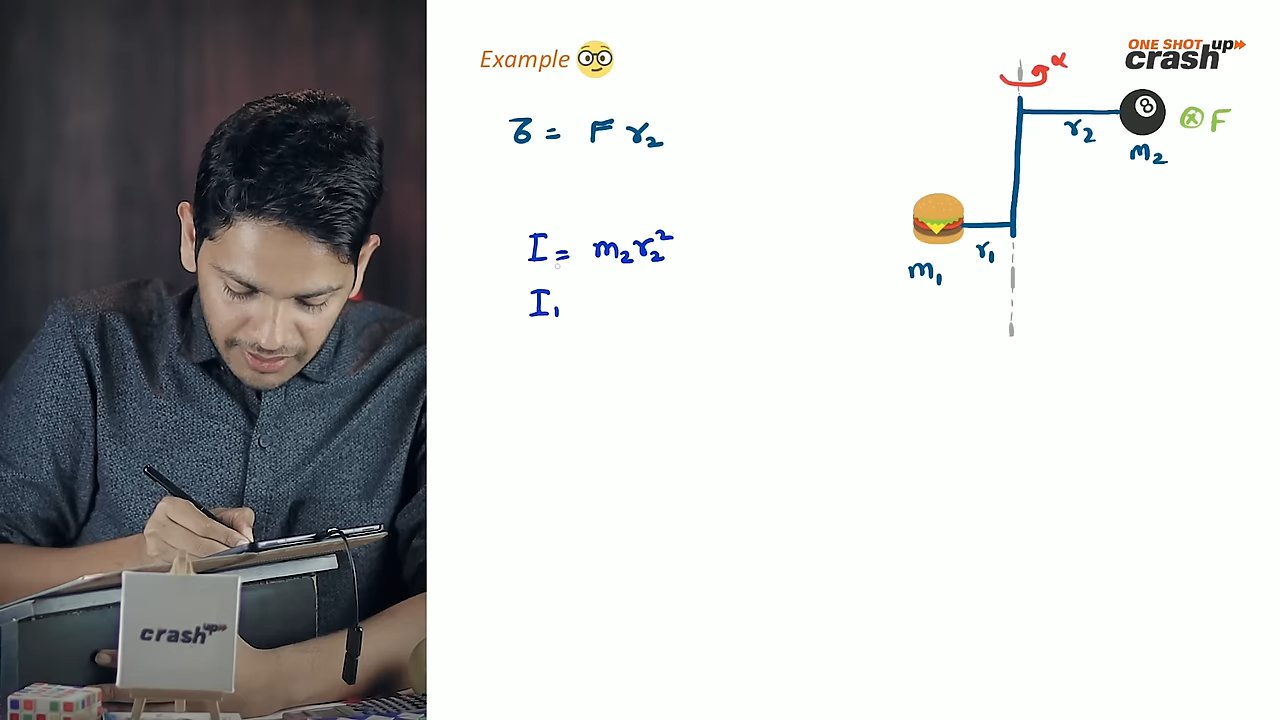 Example
ONE SHOT
crash up
α
8
τ = F r₂
r₂
⊗ F
m₂
I = m₂r₂²
r₁
m₁
I₁
crash up